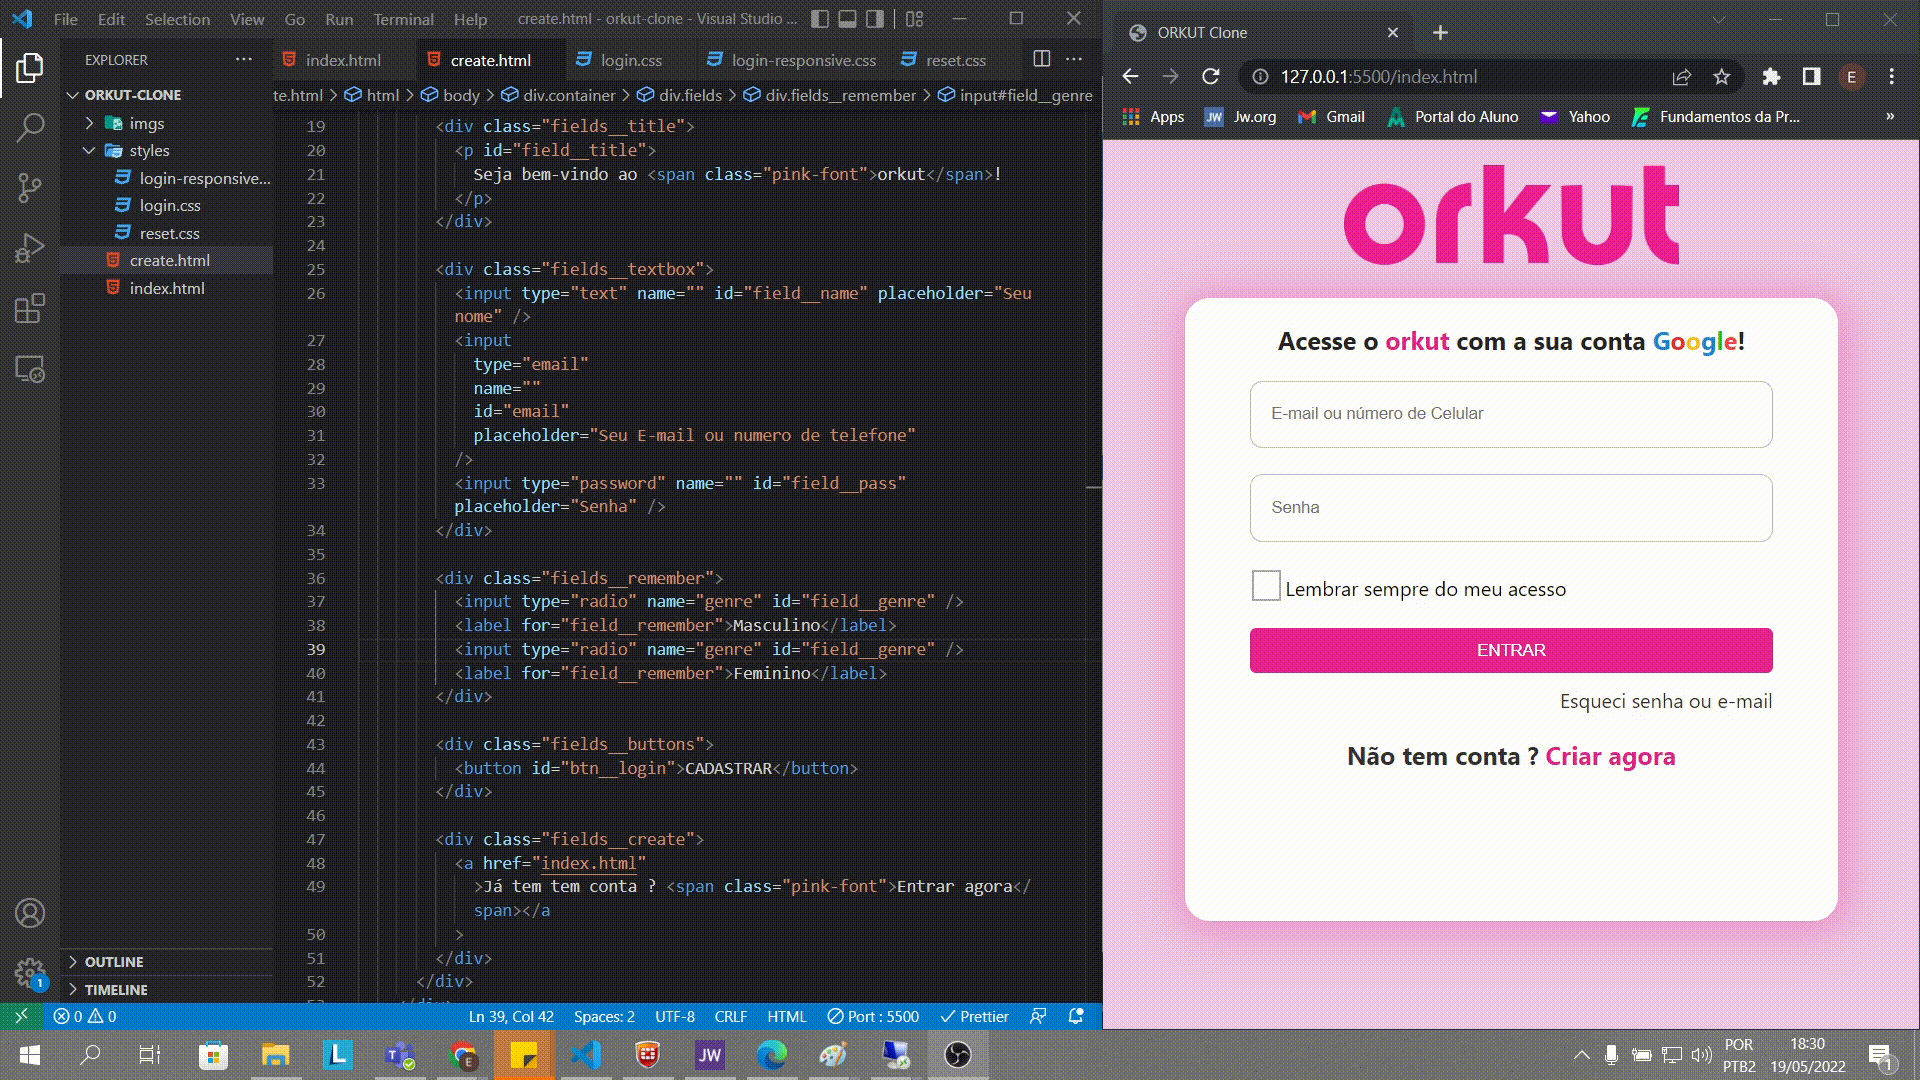 File Edit Selection View Go Run Terminal Help create.html - orkut-clone - Visual Studio ...
EXPLORER ...
ORKUT-CLONE
imgs
styles
login-responsive...
login.css
reset.css
create.html
index.html
OUTLINE
TIMELINE
1
index.html create.html login.css login-responsive.css reset.css
te.html > html > body > div.container > div.fields > div.fields__remember > input#field__genre
19 <div class="fields__title">
20 <p id="field__title">
21 Seja bem-vindo ao <span class="pink-font">orkut</span>!
22 </p>
23 </div>
24
25 <div class="fields__textbox">
26 <input type="text" name="" id="field__name" placeholder="Seu
nome" />
27 <input
28 type="email"
29 name=""
30 id="email"
31 placeholder="Seu E-mail ou numero de telefone"
32 />
33 <input type="password" name="" id="field__pass"
placeholder="Senha" />
34 </div>
35
36 <div class="fields__remember">
37 <input type="radio" name="genre" id="field__genre" />
38 <label for="field__remember">Masculino</label>
39 <input type="radio" name="genre" id="field__genre" />
40 <label for="field__remember">Feminino</label>
41 </div>
42
43 <div class="fields__buttons">
44 <button id="btn__login">CADASTRAR</button>
45 </div>
46
47 <div class="fields__create">
48 <a href="index.html"
49 >Já tem tem conta ? <span class="pink-font">Entrar agora</
span></a
50 >
51 </div>
52 </div>
0 0 Ln 39, Col 42 Spaces: 2 UTF-8 CRLF HTML Port : 5500 Prettier
ORKUT Clone
127.0.0.1:5500/index.html E
Apps Jw.org Gmail Portal do Aluno Yahoo Fundamentos da Pr... »
orkut
Acesse o orkut com a sua conta Google!
E-mail ou número de Celular
Senha
Lembrar sempre do meu acesso
ENTRAR
Esqueci senha ou e-mail
Não tem conta ? Criar agora
L E JW
POR
PTB2
18:30
19/05/2022
1